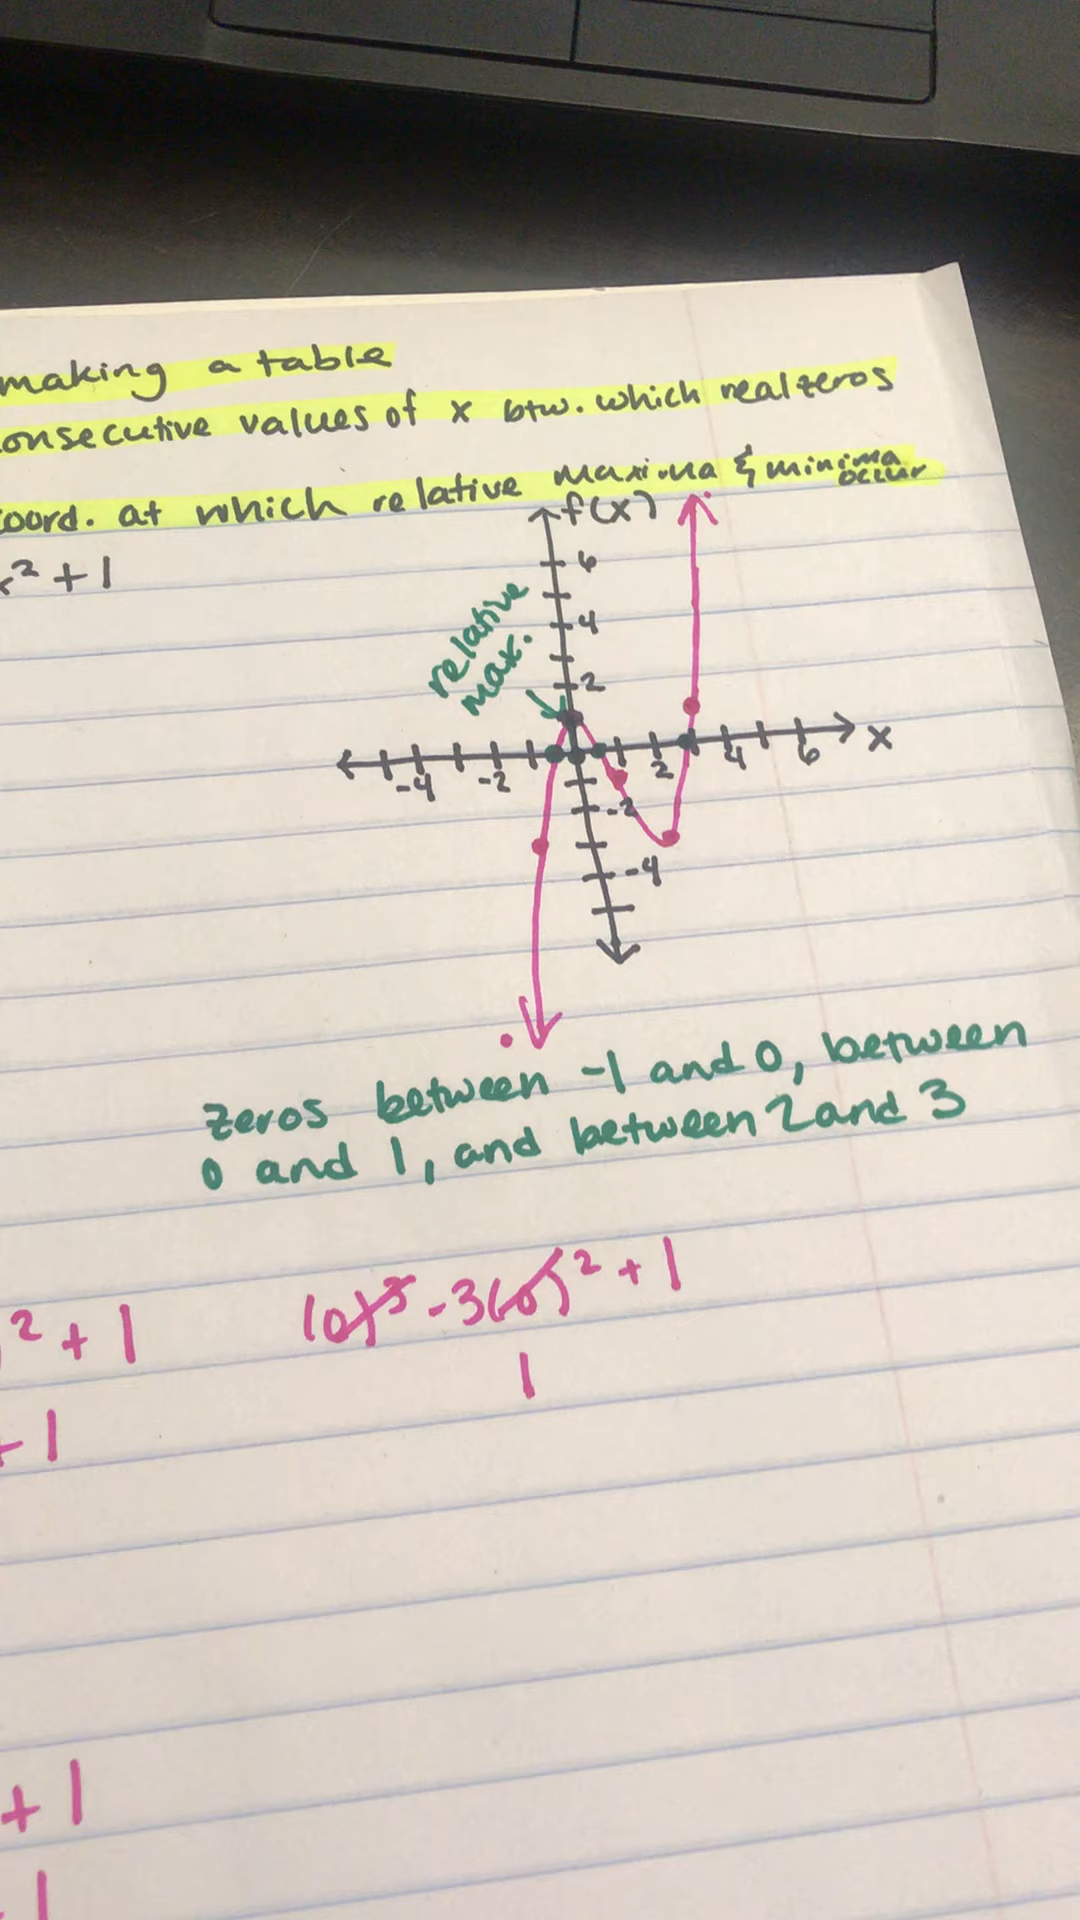 making a table
onsecutive values of x btw. which real zeros
oord. at which relative maxima & minima
occur
x² + 1
f(x)
6
4
2
relative
max.
-4
-2
2
4
6
x
-2
-4
Zeros between -1 and 0, between
0 and 1, and between 2 and 3
² + 1
(0)³ - 3(0)² + 1
1
+ 1
+ 1
1